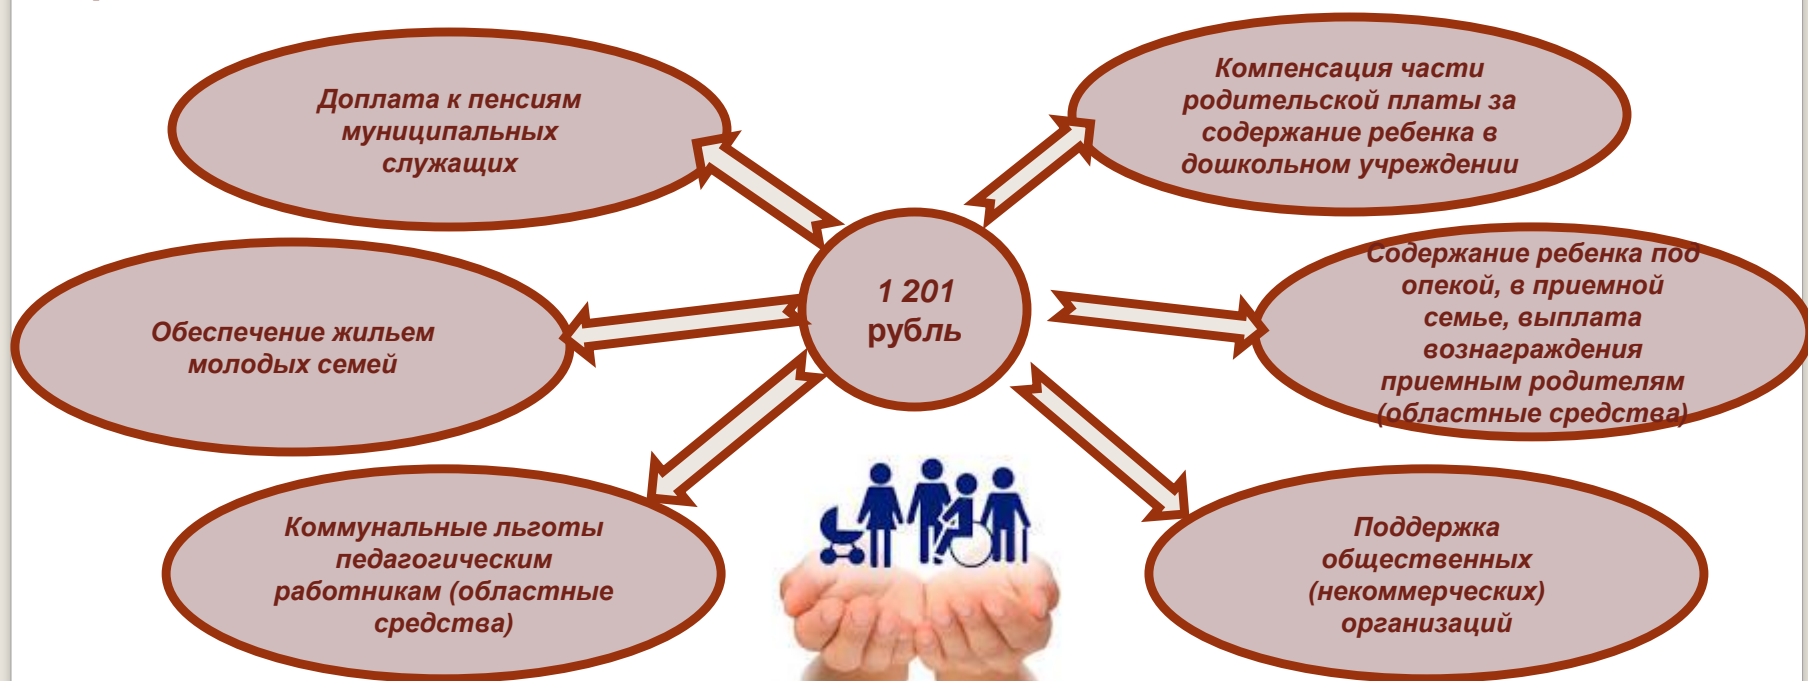 Доплата к пенсиям
муниципальных
служащих
Компенсация части
родительской платы за
содержание ребенка в
дошкольном учреждении
Обеспечение жильем
молодых семей
1 201
рубль
Содержание ребенка под
опекой, в приемной
семье, выплата
вознаграждения
приемным родителям
(областные средства)
Коммунальные льготы
педагогическим
работникам (областные
средства)
Поддержка
общественных
(некоммерческих)
организаций